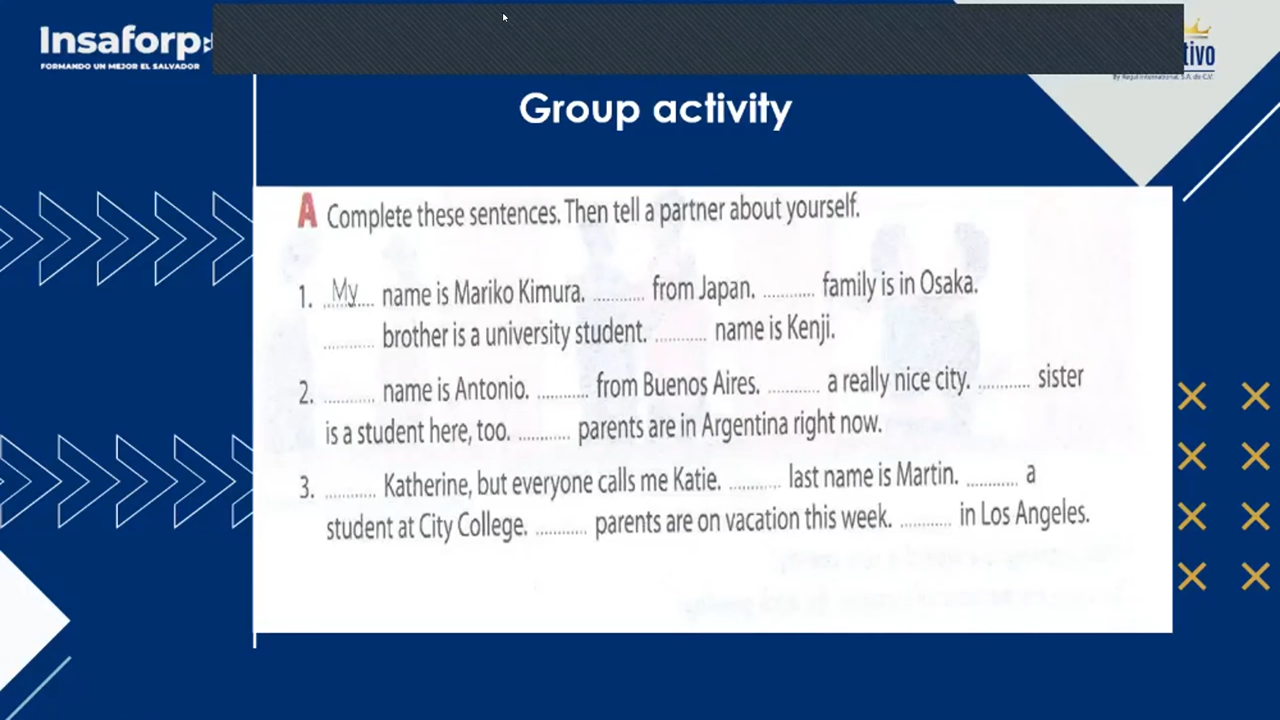 Insaforp
FORMANDO UN MEJOR EL SALVADOR
tivo
Group activity
A Complete these sentences. Then tell a partner about yourself.
1. ...My... name is Mariko Kimura. ............ from Japan. ............ family is in Osaka.
............ brother is a university student. ............ name is Kenji.
2. ............ name is Antonio. ............ from Buenos Aires. ............ a really nice city. ............ sister
is a student here, too. ............ parents are in Argentina right now.
3. ............ Katherine, but everyone calls me Katie. ............ last name is Martin. ............ a
student at City College. ............ parents are on vacation this week. ............ in Los Angeles.